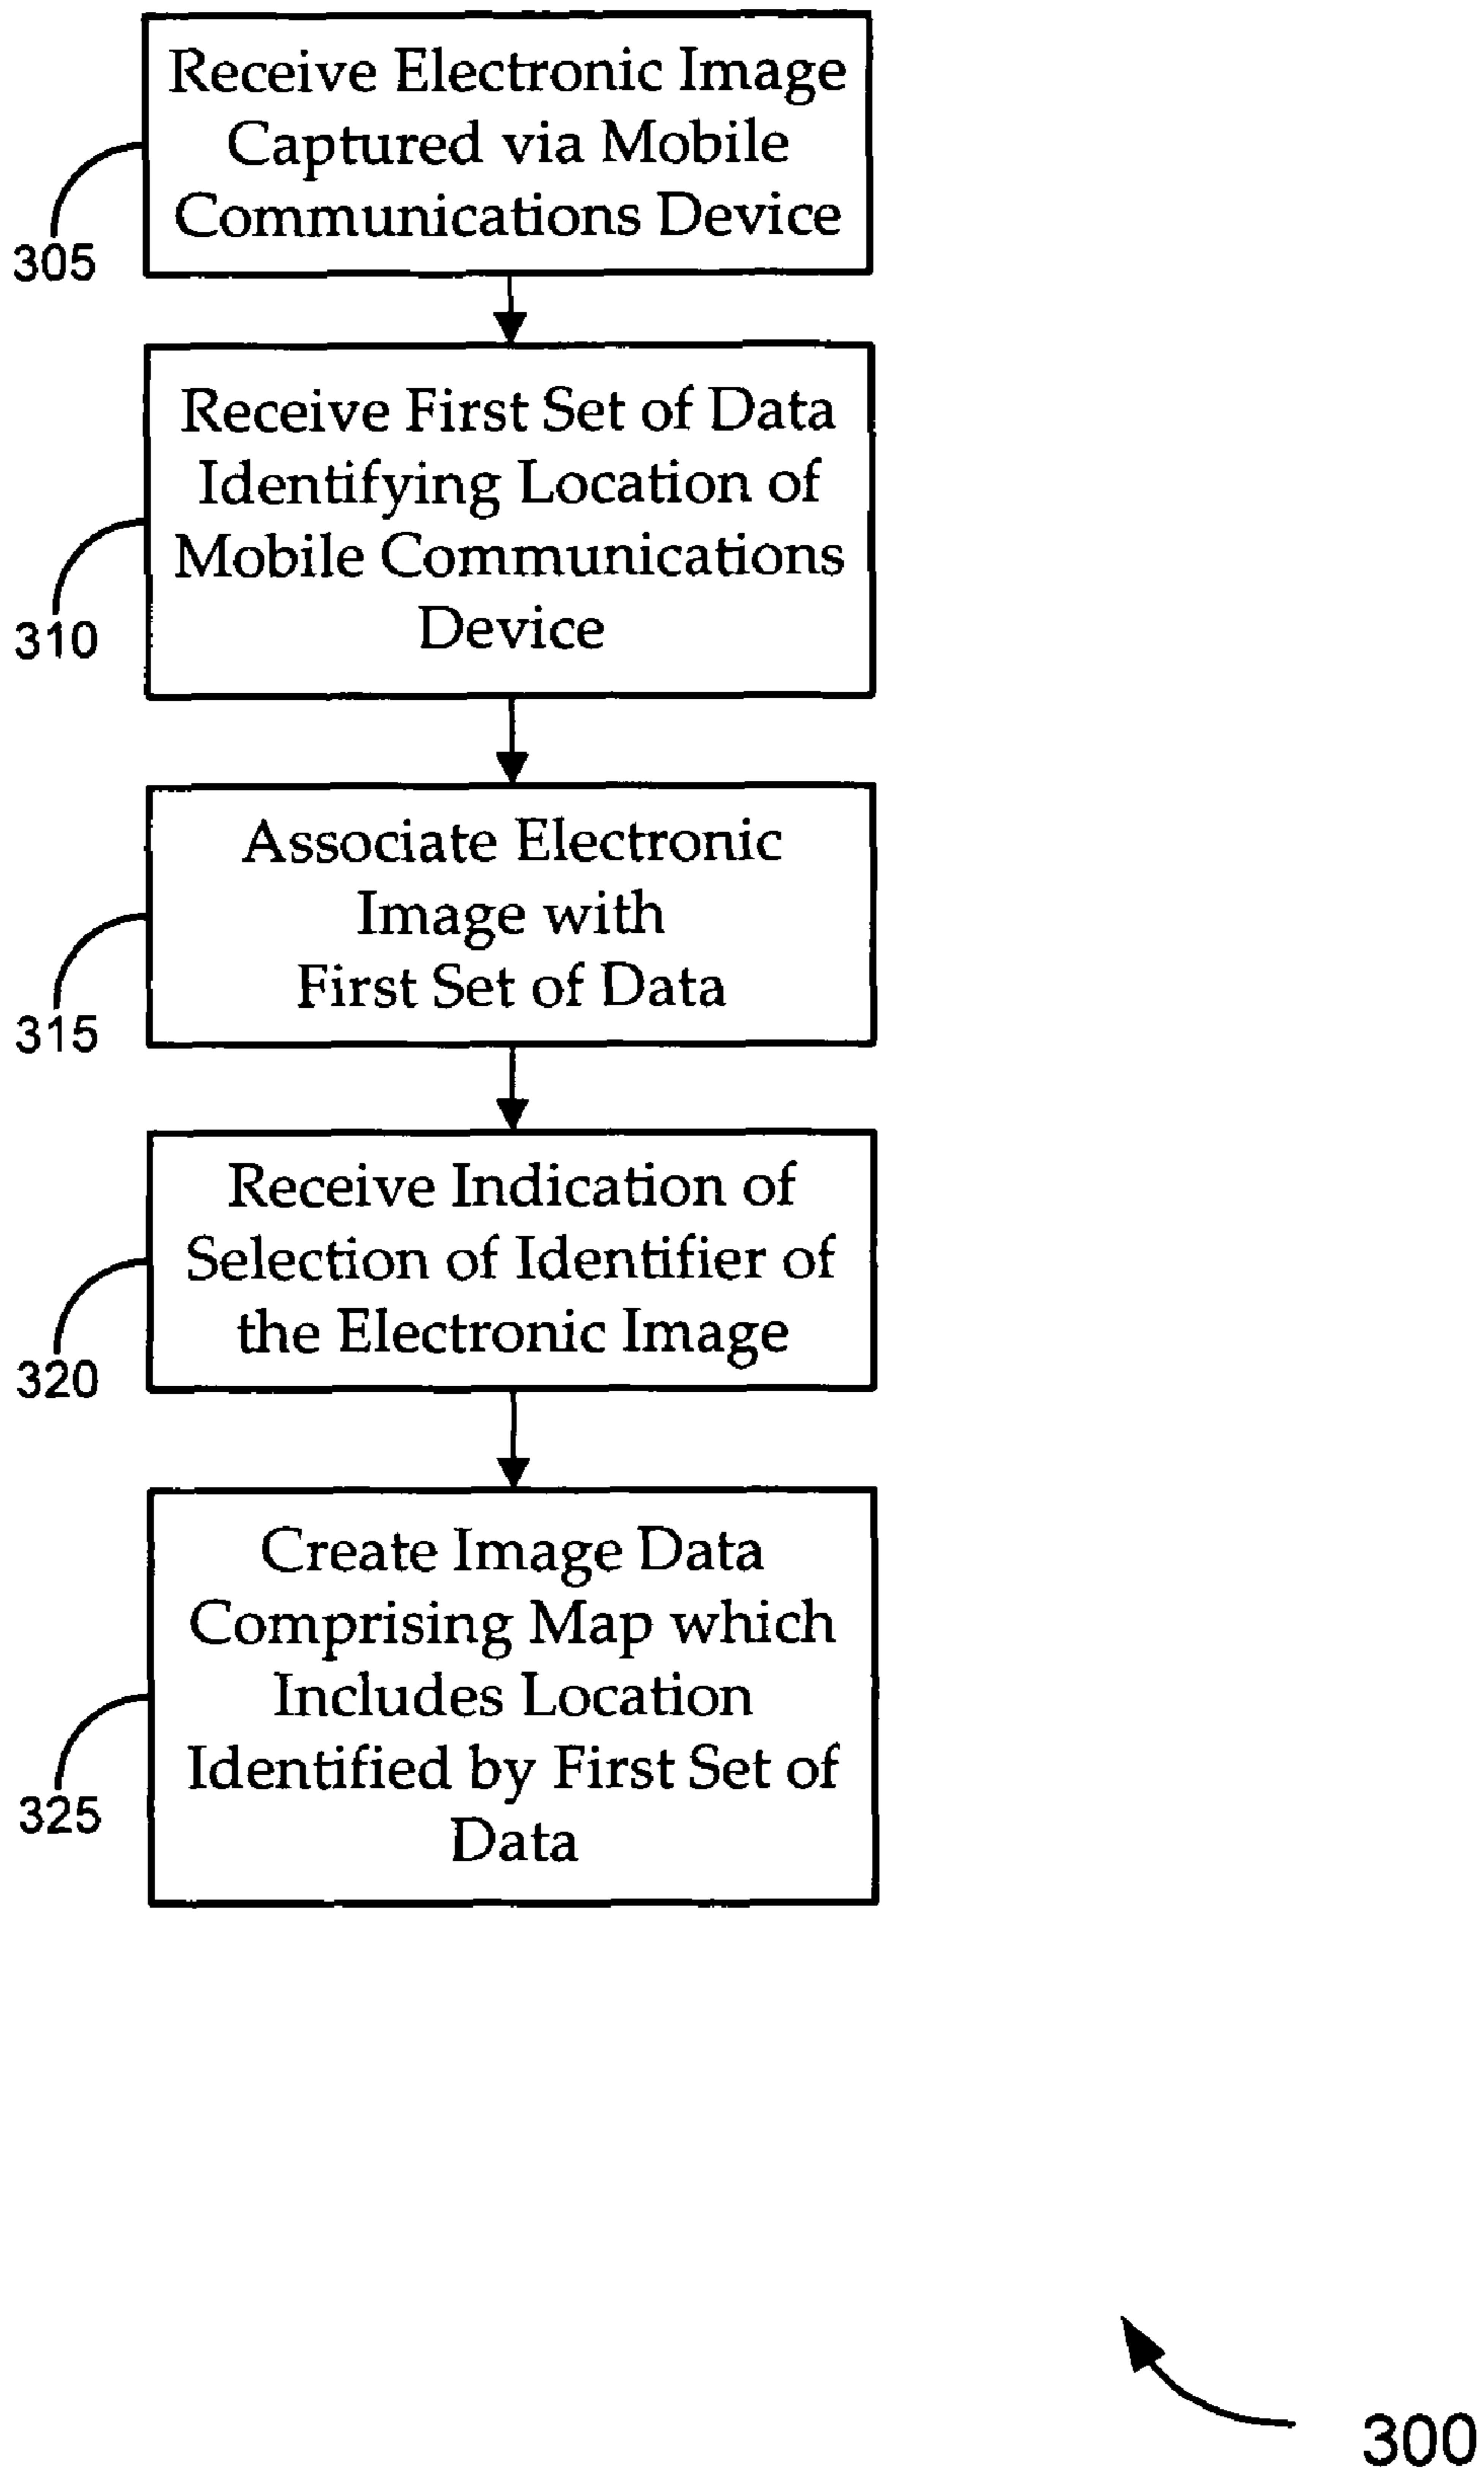 Receive Electronic Image
Captured via Mobile
Communications Device
305
Receive First Set of Data
Identifying Location of
Mobile Communications
Device
310
Associate Electronic
Image with
First Set of Data
315
Receive Indication of
Selection of Identifier of
the Electronic Image
320
Create Image Data
Comprising Map which
Includes Location
Identified by First Set of
Data
325
300